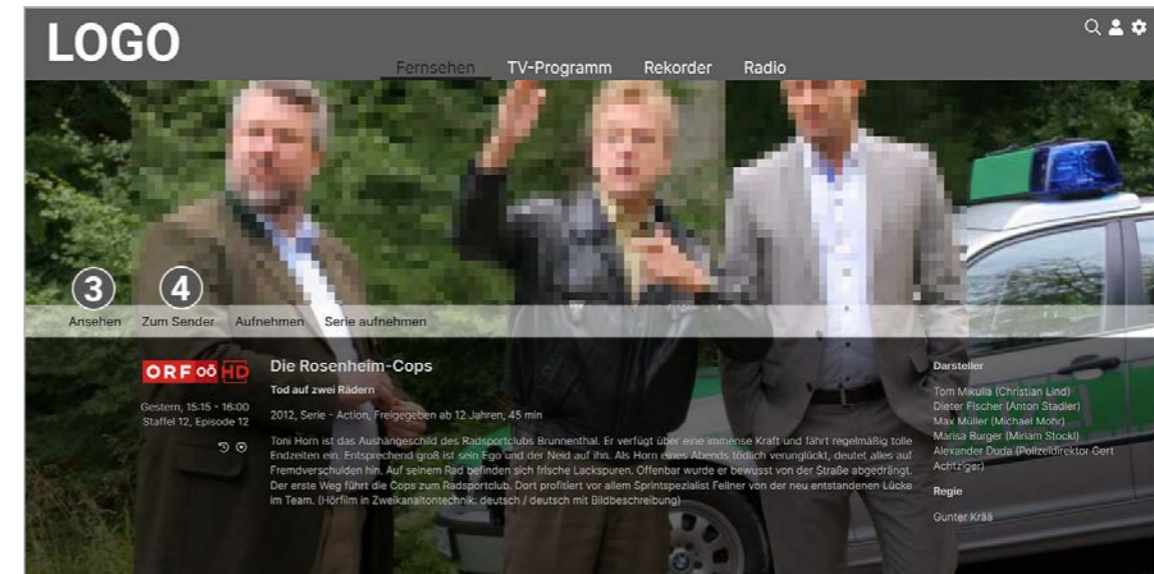 LOGO
Fernsehen TV-Programm Rekorder Radio
3 4
Ansehen Zum Sender Aufnehmen Serie aufnehmen
ORF oö HD
Gestern, 15:15 - 16:00
Staffel 12, Episode 12
Die Rosenheim-Cops
Tod auf zwei Rädern
2012, Serie - Action, Freigegeben ab 12 Jahren, 45 min
Toni Horn ist das Aushängeschild des Radsportclubs Brunnenthal. Er verfügt über eine immense Kraft und fährt regelmäßig tolle
Endzeiten ein. Entsprechend groß ist sein Ego und der Neid auf ihn. Als Horn eines Abends tödlich verunglückt, deutet alles auf
Fremdverschulden hin. Auf seinem Rad befinden sich frische Lackspuren. Offenbar wurde er bewusst von der Straße abgedrängt.
Der erste Weg führt die Cops zum Radsportclub. Dort profitiert vor allem Sprintspezialist Fellner von der neu entstandenen Lücke
im Team. (Hörfilm in Zweikanaltontechnik: deutsch / deutsch mit Bildbeschreibung)
Darsteller
Tom Mikulla (Christian Lind)
Dieter Fischer (Anton Stadler)
Max Müller (Michael Mohr)
Marisa Burger (Miriam Stockl)
Alexander Duda (Polizeidirektor Gert
Achtziger)
Regie
Gunter Krää